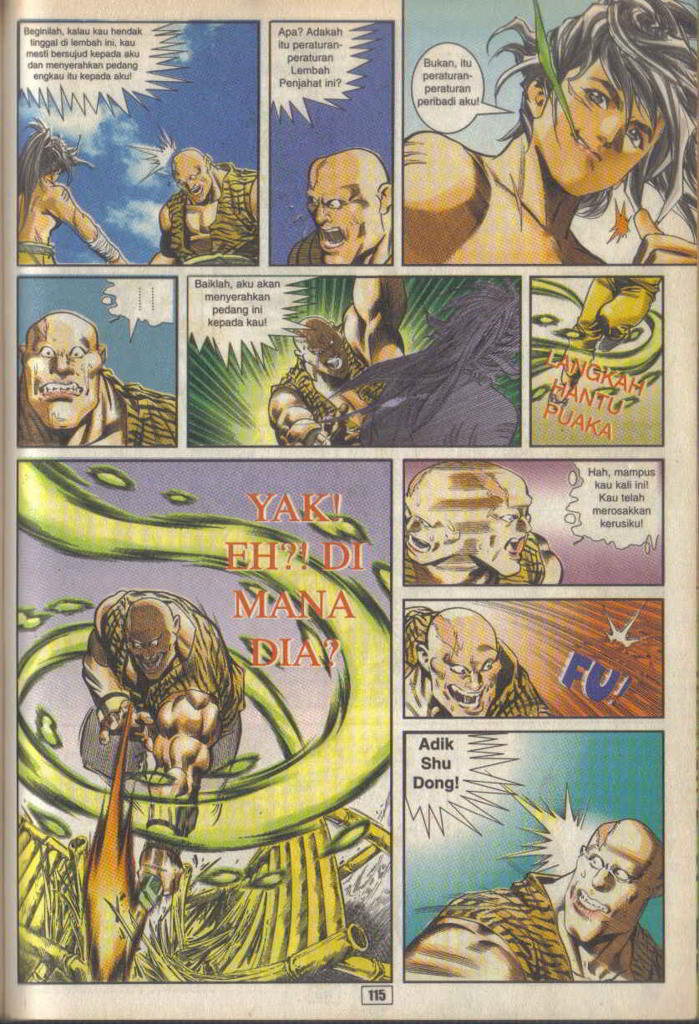 Beginilah, kalau kau hendak
tinggal di lembah ini, kau
mesti bersujud kepada aku
dan menyerahkan pedang
engkau itu kepada aku!
Apa? Adakah
itu peraturan-
peraturan
Lembah
Penjahat ini?
Bukan, itu
peraturan-
peraturan
peribadi aku!
Baiklah, aku akan
menyerahkan
pedang ini
kepada kau!
LANGKAH
HANTU
PUAKA
YAK!
EH?! DI
MANA
DIA?
Hah, mampus
kau kali ini!
Kau telah
merosakkan
kerusiku!
FU!
Adik
Shu
Dong!
115